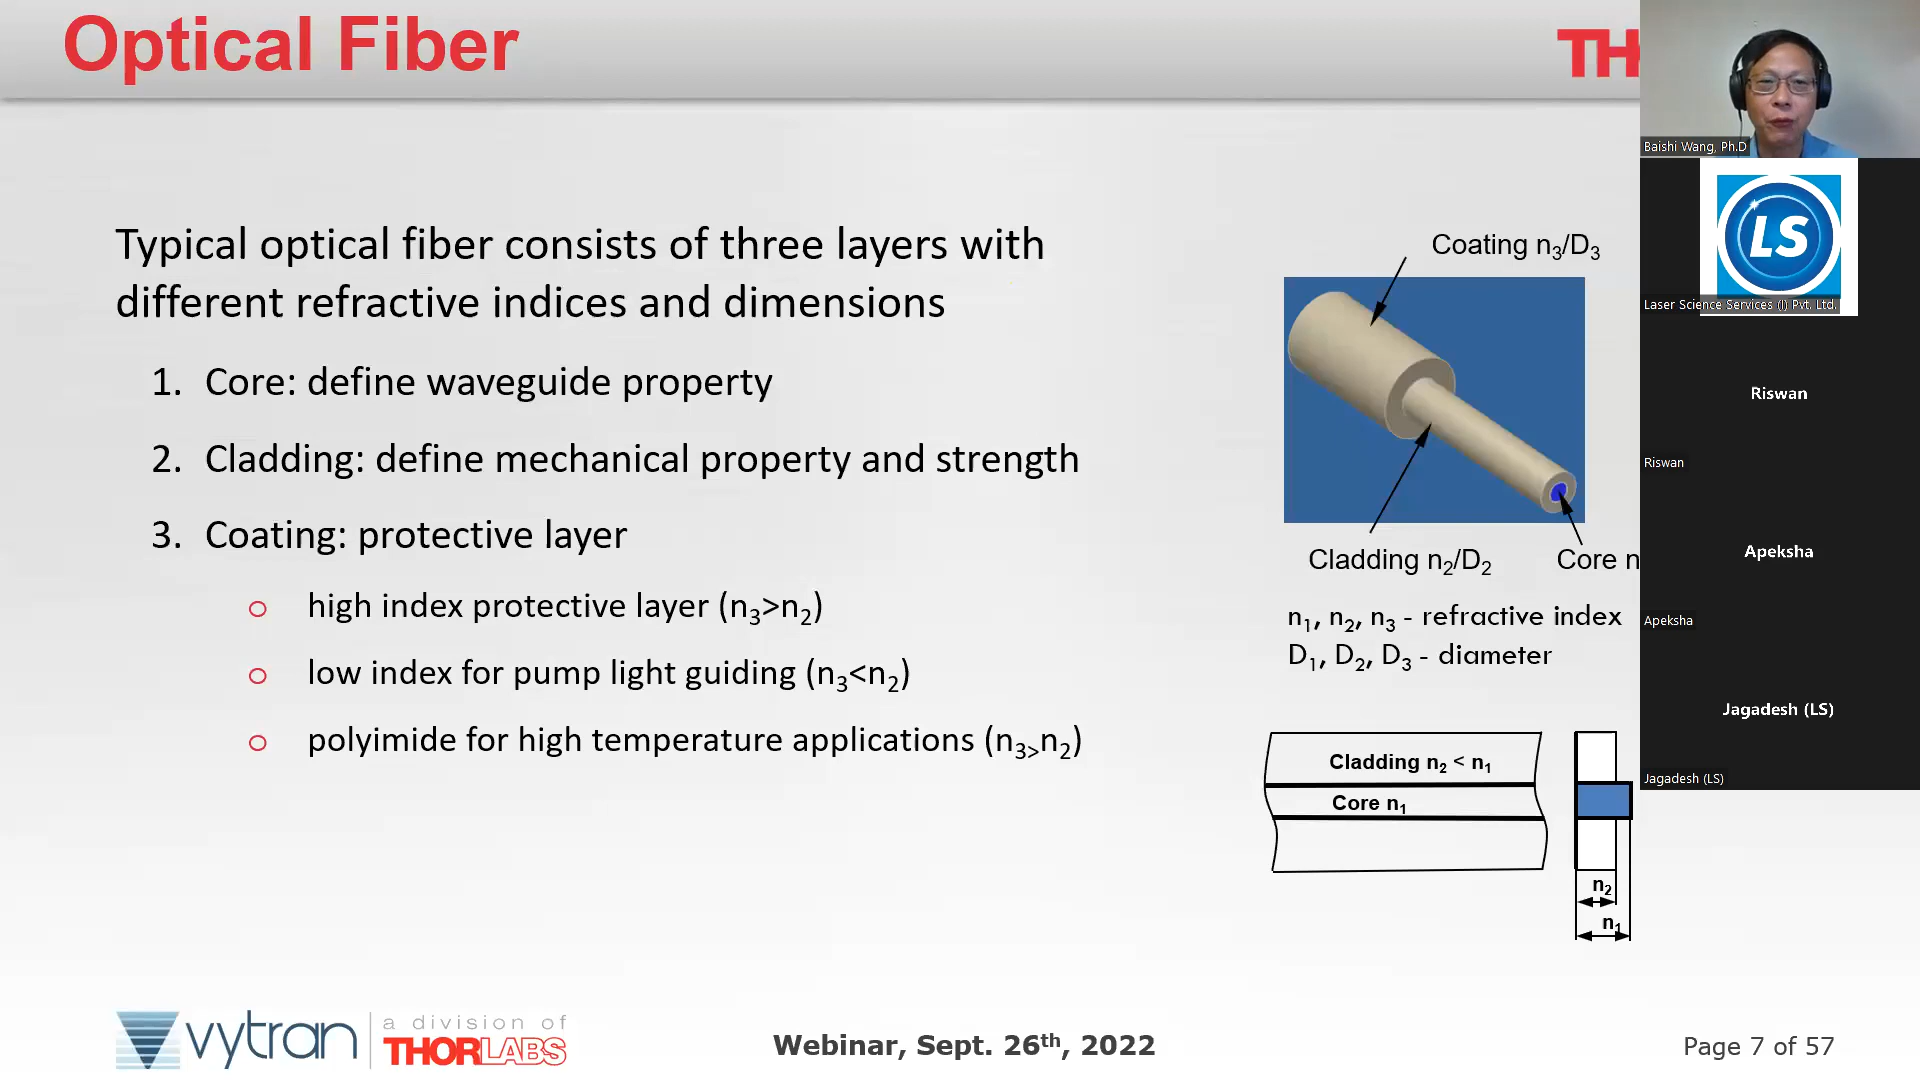 Optical Fiber
TH
Baishi Wang, Ph.D
LS
Laser Science Services (I) Pvt. Ltd.
Riswan
Riswan
Apeksha
Apeksha
Jagadesh (LS)
Jagadesh (LS)
Typical optical fiber consists of three layers with
different refractive indices and dimensions
1. Core: define waveguide property
2. Cladding: define mechanical property and strength
3. Coating: protective layer
o high index protective layer (n3>n2)
o low index for pump light guiding (n3<n2)
o polyimide for high temperature applications (n3>n2)
Coating n3/D3
Cladding n2/D2
Core n
n1, n2, n3 - refractive index
D1, D2, D3 - diameter
Cladding n2 < n1
Core n1
n2
n1
vytran
a division of
THORLABS
Webinar, Sept. 26th, 2022
Page 7 of 57